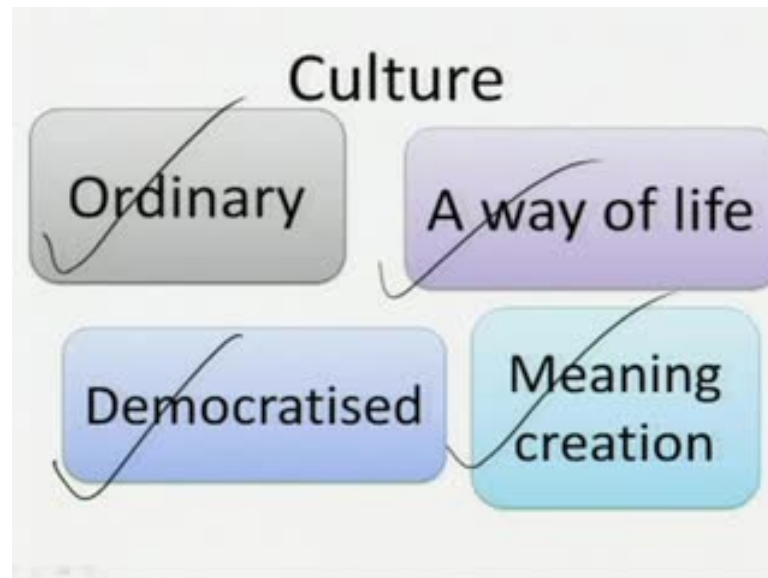 Culture
Ordinary
A way of life
Democratised
Meaning
creation